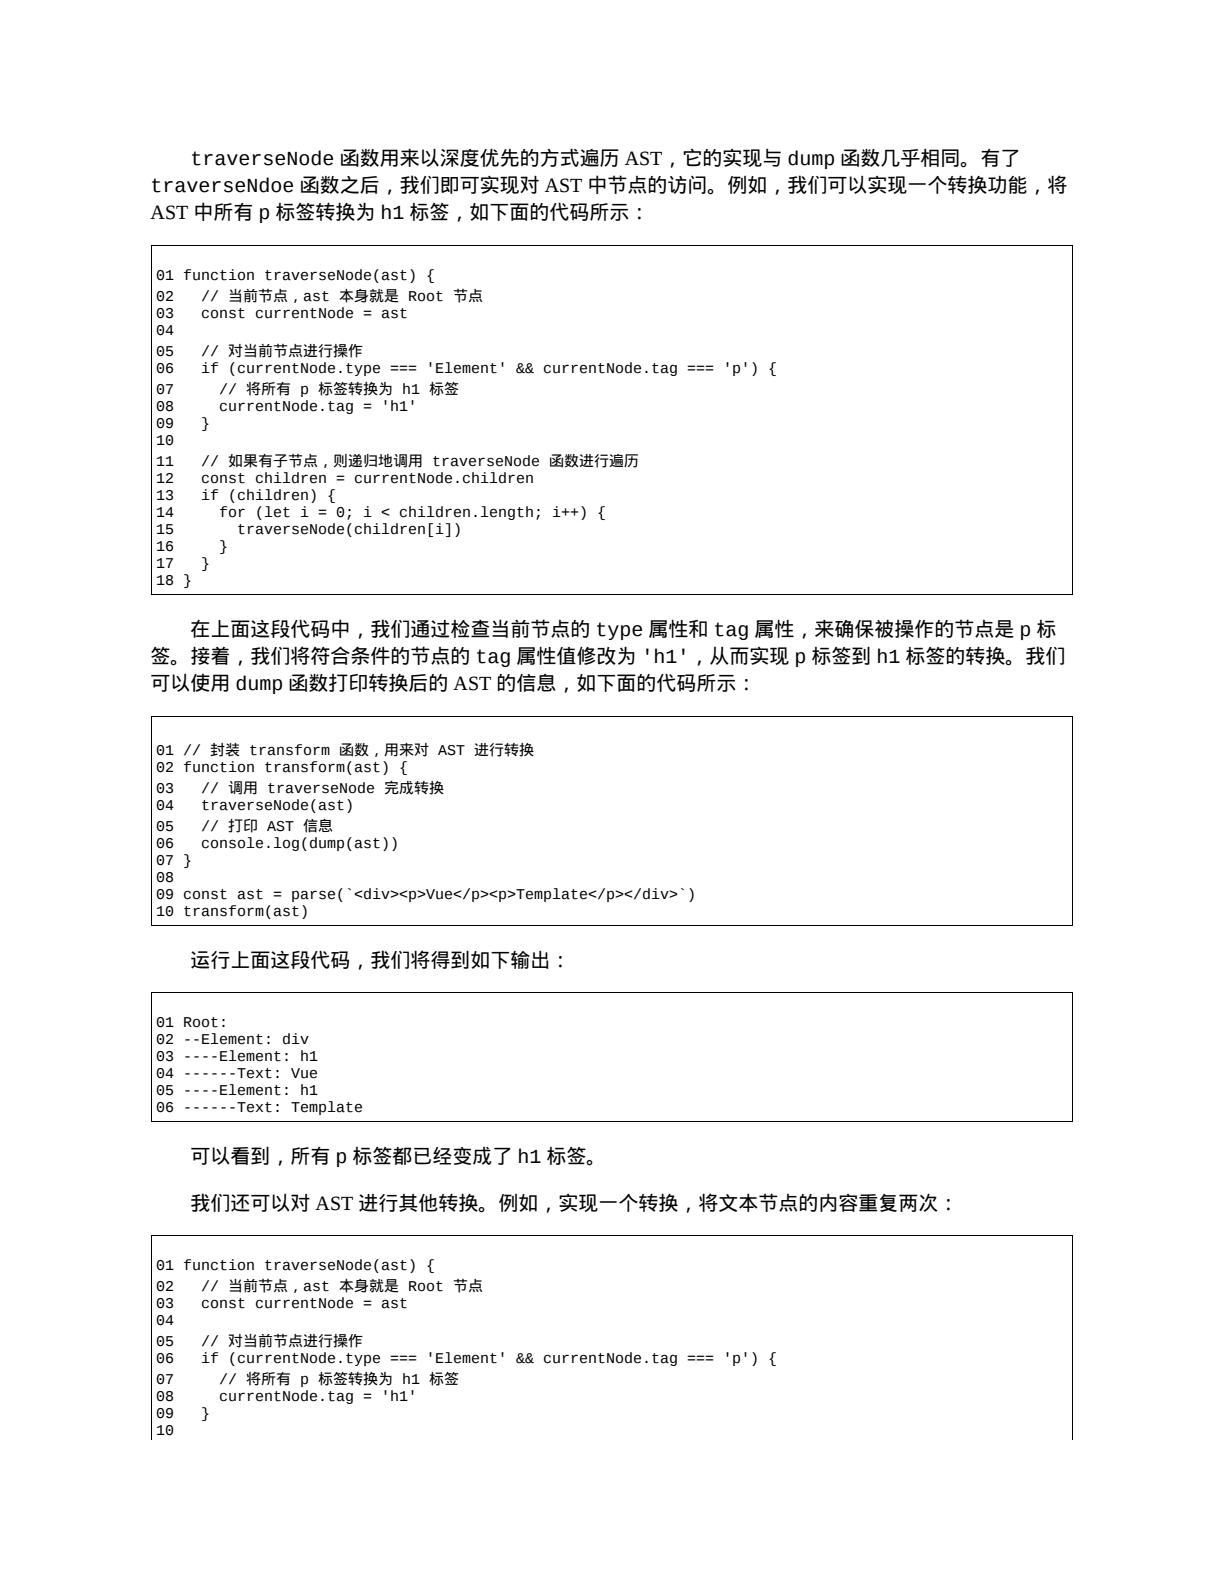 traverseNode 函数用来以深度优先的方式遍历 AST，它的实现与 dump 函数几乎相同。有了
traverseNdoe 函数之后，我们即可实现对 AST 中节点的访问。例如，我们可以实现一个转换功能，将
AST 中所有 p 标签转换为 h1 标签，如下面的代码所示：
01 function traverseNode(ast) {
02   // 当前节点，ast 本身就是 Root 节点
03   const currentNode = ast
04
05   // 对当前节点进行操作
06   if (currentNode.type === 'Element' && currentNode.tag === 'p') {
07     // 将所有 p 标签转换为 h1 标签
08     currentNode.tag = 'h1'
09   }
10
11   // 如果有子节点，则递归地调用 traverseNode 函数进行遍历
12   const children = currentNode.children
13   if (children) {
14     for (let i = 0; i < children.length; i++) {
15       traverseNode(children[i])
16     }
17   }
18 }
在上面这段代码中，我们通过检查当前节点的 type 属性和 tag 属性，来确保被操作的节点是 p 标
签。接着，我们将符合条件的节点的 tag 属性值修改为 'h1'，从而实现 p 标签到 h1 标签的转换。我们
可以使用 dump 函数打印转换后的 AST 的信息，如下面的代码所示：
01 // 封装 transform 函数，用来对 AST 进行转换
02 function transform(ast) {
03   // 调用 traverseNode 完成转换
04   traverseNode(ast)
05   // 打印 AST 信息
06   console.log(dump(ast))
07 }
08
09 const ast = parse(`<div><p>Vue</p><p>Template</p></div>`)
10 transform(ast)
运行上面这段代码，我们将得到如下输出：
01 Root:
02 --Element: div
03 ----Element: h1
04 ------Text: Vue
05 ----Element: h1
06 ------Text: Template
可以看到，所有 p 标签都已经变成了 h1 标签。
我们还可以对 AST 进行其他转换。例如，实现一个转换，将文本节点的内容重复两次：
01 function traverseNode(ast) {
02   // 当前节点，ast 本身就是 Root 节点
03   const currentNode = ast
04
05   // 对当前节点进行操作
06   if (currentNode.type === 'Element' && currentNode.tag === 'p') {
07     // 将所有 p 标签转换为 h1 标签
08     currentNode.tag = 'h1'
09   }
10